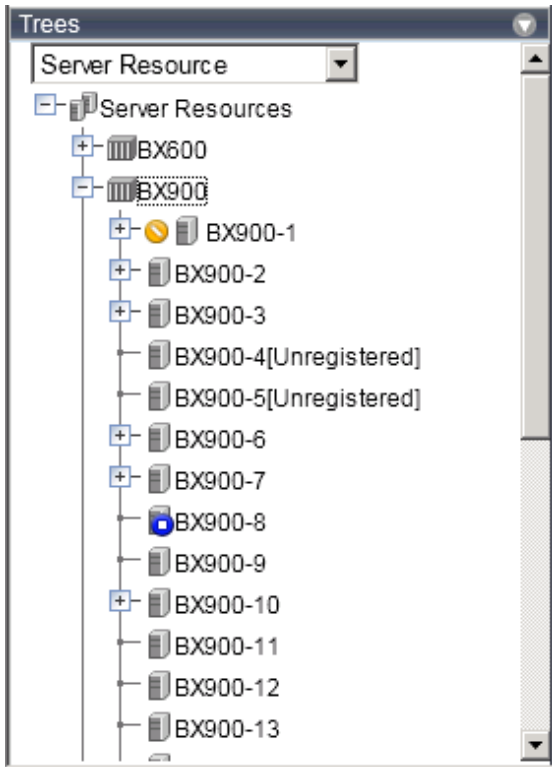 Trees
Server Resource
Server Resources
BX600
BX900
BX900-1
BX900-2
BX900-3
BX900-4[Unregistered]
BX900-5[Unregistered]
BX900-6
BX900-7
BX900-8
BX900-9
BX900-10
BX900-11
BX900-12
BX900-13